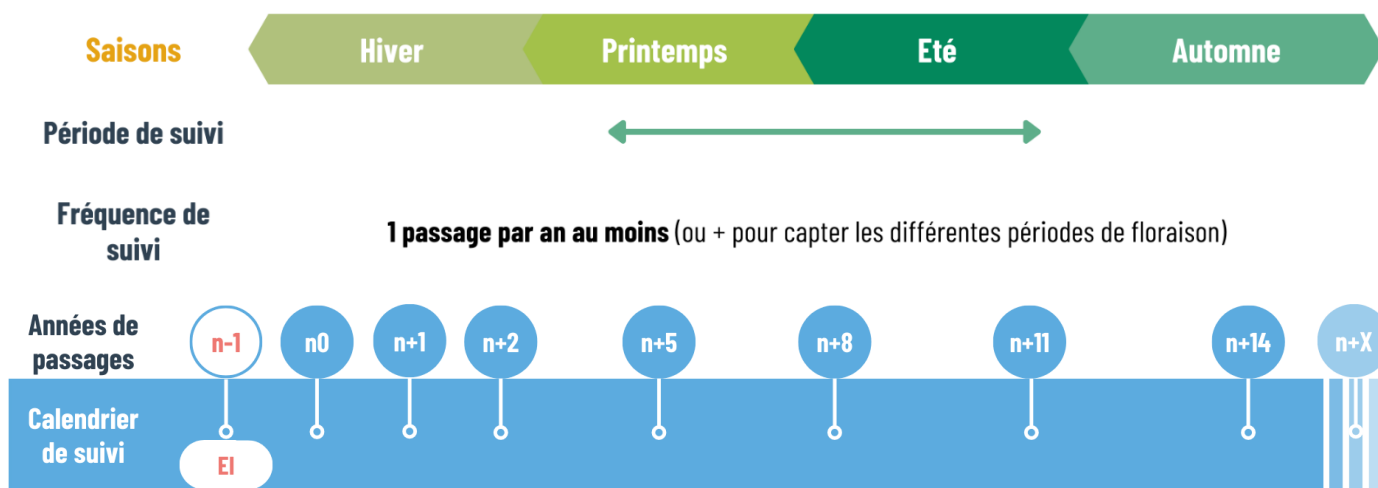 Saisons
Hiver
Printemps
Eté
Automne
Période de suivi
Fréquence de
suivi
1 passage par an au moins (ou + pour capter les différentes périodes de floraison)
Années de
passages
n-1
n0
n+1
n+2
n+5
n+8
n+11
n+14
n+X
Calendrier
de suivi
EI